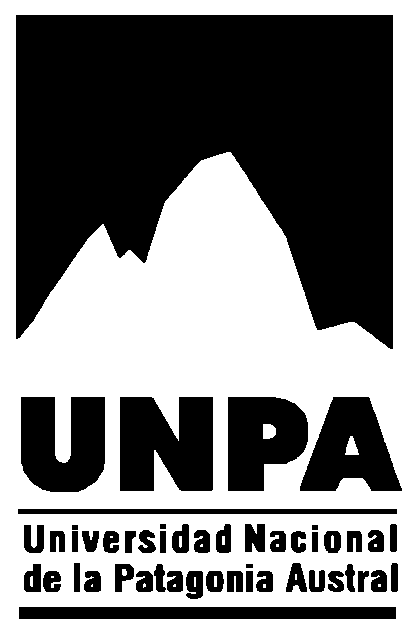 UNPA
Universidad Nacional
de la Patagonia Austral